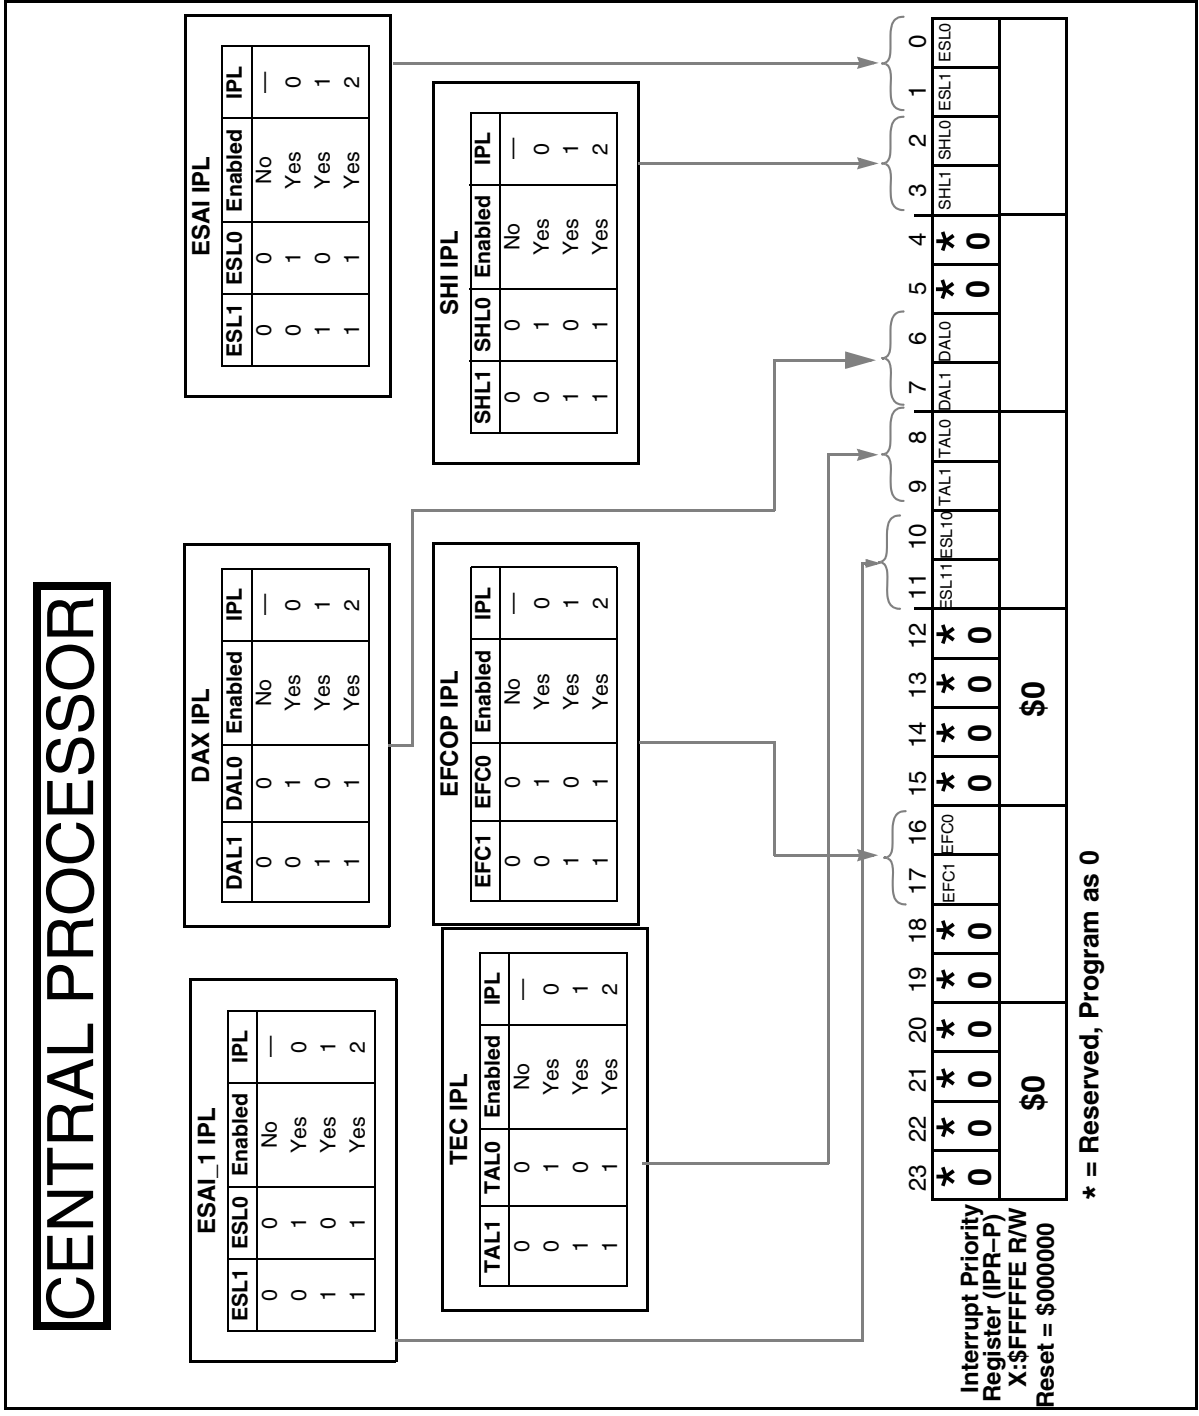 CENTRAL PROCESSOR
ESAI_1 IPL
ESL1 ESL0 Enabled IPL
0 0 No —
0 1 Yes 0
1 0 Yes 1
1 1 Yes 2
DAX IPL
DAL1 DAL0 Enabled IPL
0 0 No —
0 1 Yes 0
1 0 Yes 1
1 1 Yes 2
ESAI IPL
ESL1 ESL0 Enabled IPL
0 0 No —
0 1 Yes 0
1 0 Yes 1
1 1 Yes 2
TEC IPL
TAL1 TAL0 Enabled IPL
0 0 No —
0 1 Yes 0
1 0 Yes 1
1 1 Yes 2
EFCOP IPL
EFC1 EFC0 Enabled IPL
0 0 No —
0 1 Yes 0
1 0 Yes 1
1 1 Yes 2
SHI IPL
SHL1 SHL0 Enabled IPL
0 0 No —
0 1 Yes 0
1 0 Yes 1
1 1 Yes 2
23 22 21 20 19 18 17 16 15 14 13 12 11 10 9 8 7 6 5 4 3 2 1 0
* * * * * * EFC1 EFC0 * * * * ESL11 ESL10 TAL1 TAL0 DAL1 DAL0 * * SHL1 SHL0 ESL1 ESL0
0 0 0 0 0 0 0 0 0 0 0 0
$0 $0
Interrupt Priority
Register (IPR–P)
X:$FFFFFE R/W
Reset = $000000
* = Reserved, Program as 0